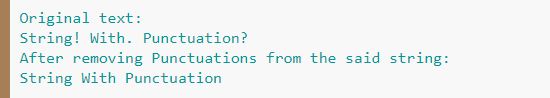 Original text:
String! With. Punctuation?
After removing Punctuations from the said string:
String With Punctuation